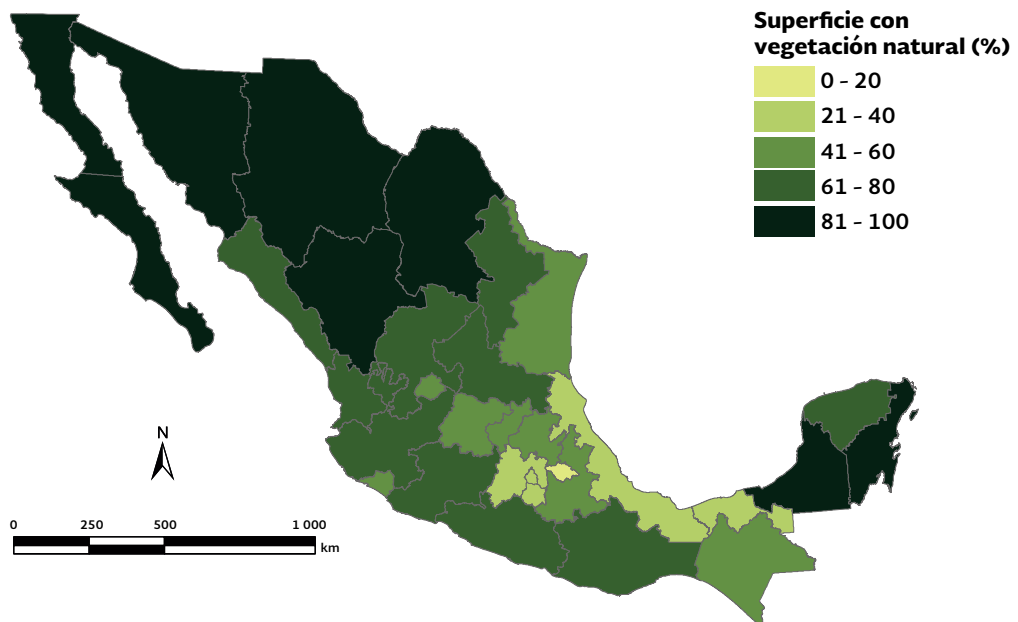 Superficie con
vegetación natural (%)
0 - 20
21 - 40
41 - 60
61 - 80
81 - 100
N
0 250 500 1 000
km